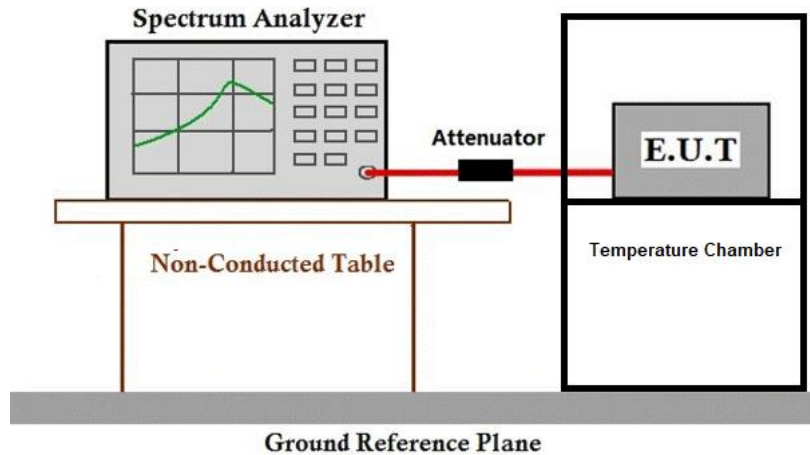 Spectrum Analyzer
Attenuator
E.U.T
Non-Conducted Table
Temperature Chamber
Ground Reference Plane